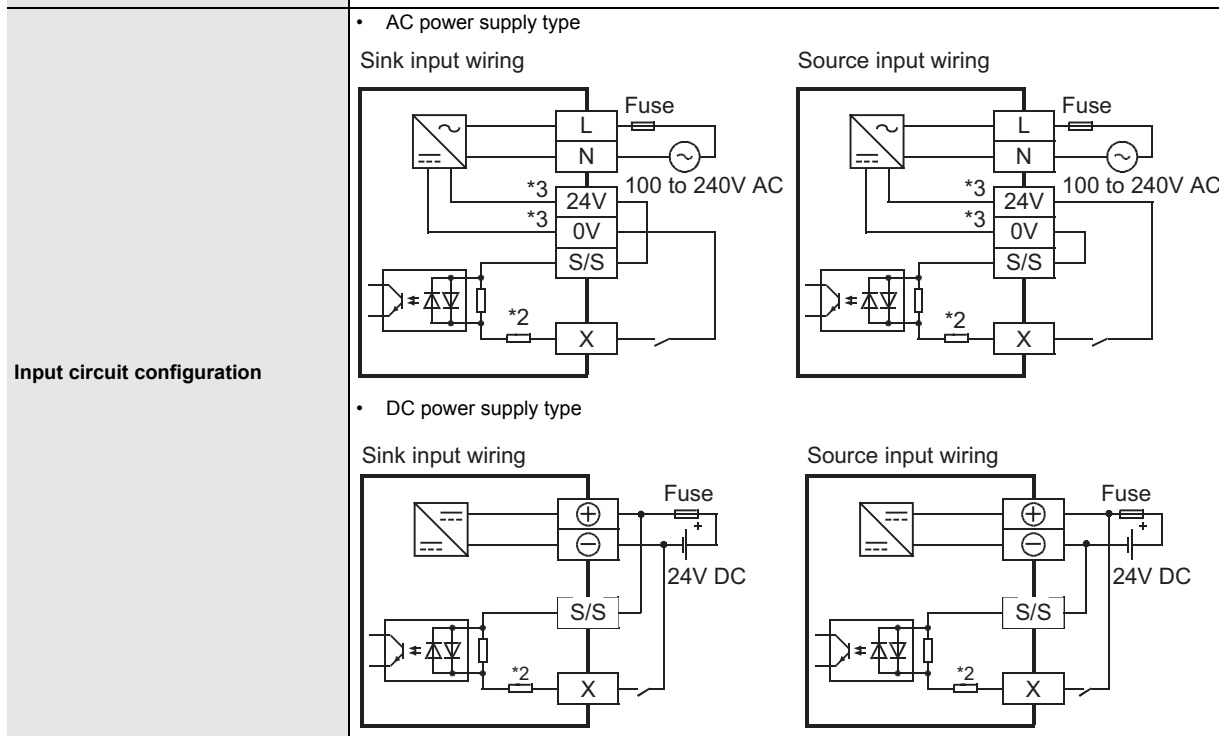 Input circuit configuration
• AC power supply type
Sink input wiring
Fuse
L
N
100 to 240V AC
*3
24V
*3
0V
S/S
*2
X
Source input wiring
Fuse
L
N
100 to 240V AC
*3
24V
*3
0V
S/S
*2
X
• DC power supply type
Sink input wiring
Fuse
+
24V DC
S/S
*2
X
Source input wiring
Fuse
+
24V DC
S/S
*2
X